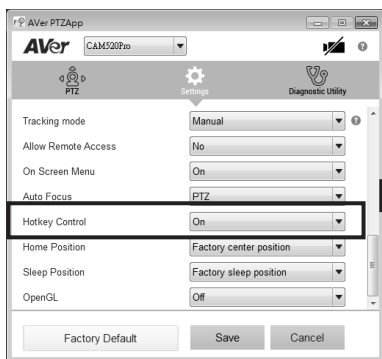 AVer PTZApp
AVer CAM520Pro
PTZ Settings Diagnostic Utility
Tracking mode Manual
Allow Remote Access No
On Screen Menu On
Auto Focus PTZ
Hotkey Control On
Home Position Factory center position
Sleep Position Factory sleep position
OpenGL Off
Factory Default Save Cancel